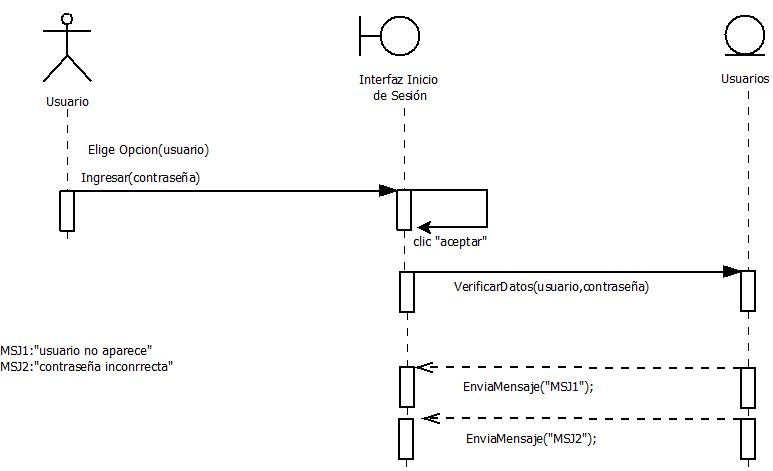 Usuario
Interfaz Inicio
de Sesión
Usuarios
Elige Opcion(usuario)
Ingresar(contraseña)
clic "aceptar"
VerificarDatos(usuario,contraseña)
MSJ1:"usuario no aparece"
MSJ2:"contraseña inconrrecta"
EnviaMensaje("MSJ1");
EnviaMensaje("MSJ2");